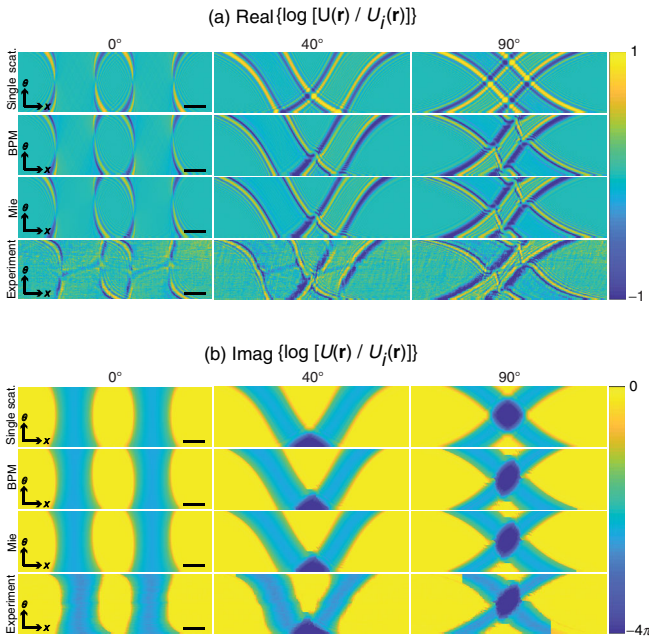 (a) Real {log [U(r) / U_i(r)]}
0° 40° 90°
Single scat. θ x 1
BPM θ x
Mie θ x
Experiment θ x −1
(b) Imag {log [U(r) / U_i(r)]}
0° 40° 90°
Single scat. θ x 0
BPM θ x
Mie θ x
Experiment θ x −4π